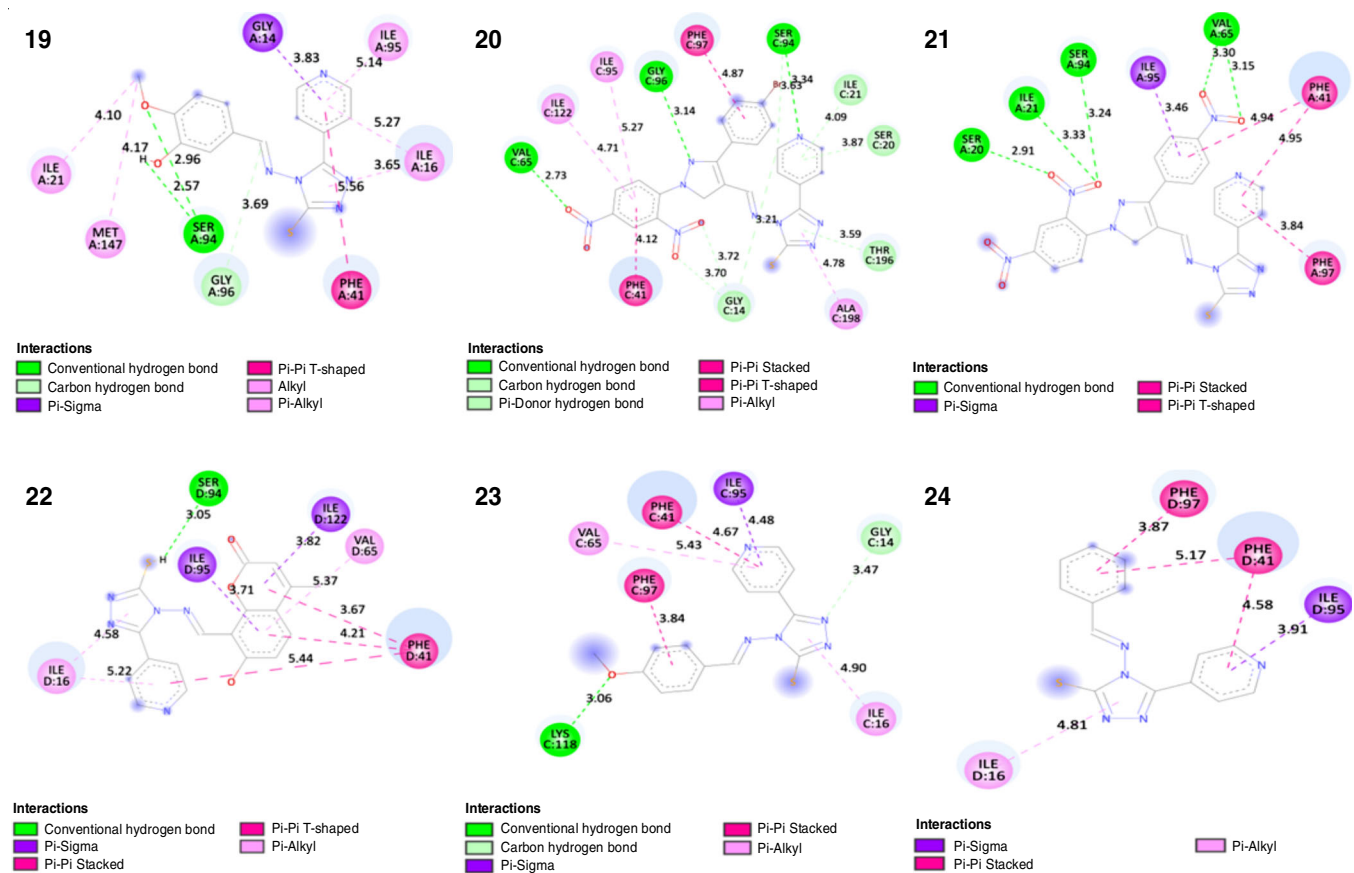 19
GLY
A:14
ILE
A:95
3.83
5.14
N
4.10
O
5.27
ILE
A:16
4.17
H
O
2.96
3.65
2.57
N
N
N
5.56
N
ILE
A:21
3.69
MET
A:147
SER
A:94
GLY
A:96
PHE
A:41
Interactions
Conventional hydrogen bond
Carbon hydrogen bond
Pi-Sigma
Pi-Pi T-shaped
Alkyl
Pi-Alkyl
20
PHE
C:97
SER
C:94
ILE
C:95
GLY
C:96
4.87
3.34
Br
3.63
ILE
C:21
ILE
C:122
3.14
4.09
SER
C:20
5.27
3.87
VAL
C:65
4.71
N
N
N
2.73
O
N
O
N
O
O
4.12
3.21
N
N
N
N
3.59
THR
C:196
3.72
4.78
3.70
PHE
C:41
GLY
C:14
ALA
C:198
Interactions
Conventional hydrogen bond
Carbon hydrogen bond
Pi-Donor hydrogen bond
Pi-Pi Stacked
Pi-Pi T-shaped
Pi-Alkyl
21
VAL
A:65
SER
A:94
3.30
3.15
ILE
A:95
PHE
A:41
ILE
A:21
3.46
O
O
N
4.94
3.24
3.33
4.95
SER
A:20
2.91
O
N
O
N
N
N
3.84
PHE
A:97
O
N
O
N
N
N
N
Interactions
Conventional hydrogen bond
Pi-Sigma
Pi-Pi Stacked
Pi-Pi T-shaped
22
SER
D:94
3.05
ILE
D:122
H
O
3.82
VAL
D:65
ILE
D:95
O
3.71
5.37
N
N
N
N
3.67
4.58
4.21
PHE
D:41
ILE
D:16
5.22
5.44
O
N
Interactions
Conventional hydrogen bond
Pi-Sigma
Pi-Pi Stacked
Pi-Pi T-shaped
Pi-Alkyl
23
ILE
C:95
PHE
C:41
VAL
C:65
4.67
4.48
GLY
C:14
5.43
N
PHE
C:97
3.47
3.84
N
N
N
N
O
4.90
3.06
LYS
C:118
ILE
C:16
Interactions
Conventional hydrogen bond
Carbon hydrogen bond
Pi-Sigma
Pi-Pi Stacked
Pi-Alkyl
24
PHE
D:97
3.87
PHE
D:41
5.17
4.58
ILE
D:95
3.91
N
N
N
N
N
4.81
ILE
D:16
Interactions
Pi-Sigma
Pi-Pi Stacked
Pi-Alkyl